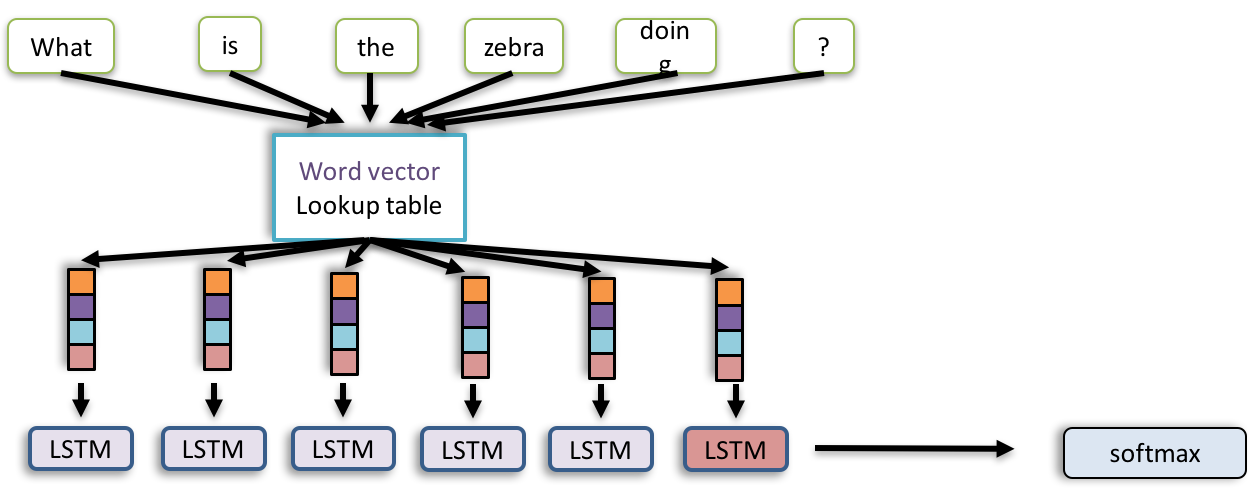 What
is
the
zebra
doin
g
?
Word vector
Lookup table
LSTM
LSTM
LSTM
LSTM
LSTM
LSTM
softmax